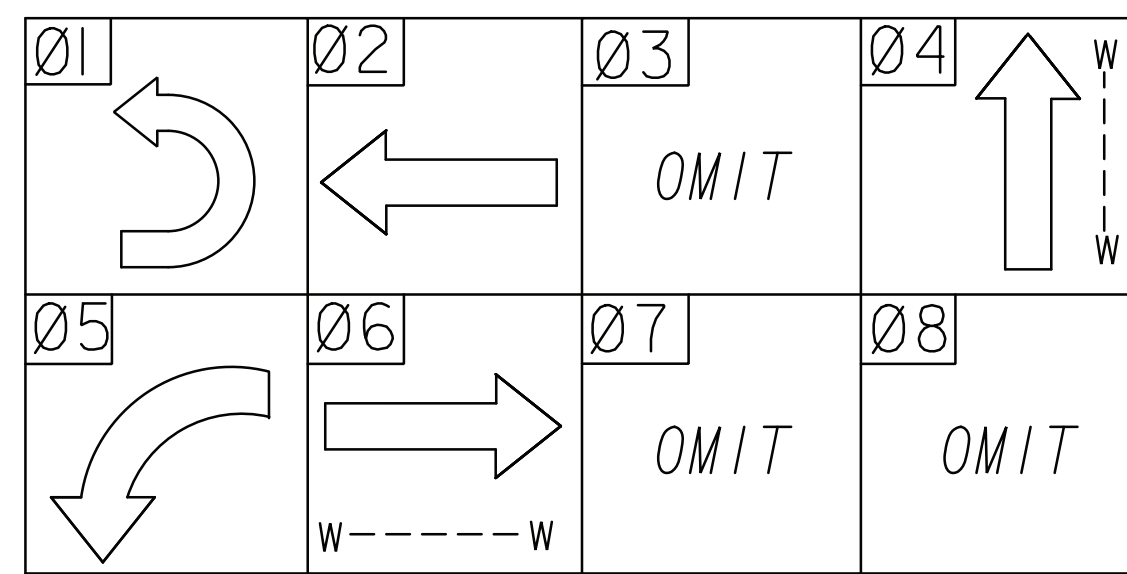 Ø1 Ø2 Ø3 Ø4
W
OMIT
W
Ø5 Ø6 Ø7 Ø8
OMIT OMIT
W W